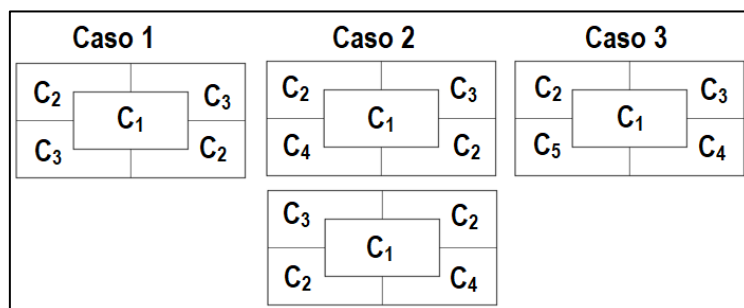 Caso 1 Caso 2 Caso 3
C₂ C₃ C₂ C₃ C₂ C₃
C₁ C₁ C₁
C₃ C₂ C₄ C₂ C₅ C₄
C₃ C₂
C₁
C₂ C₄